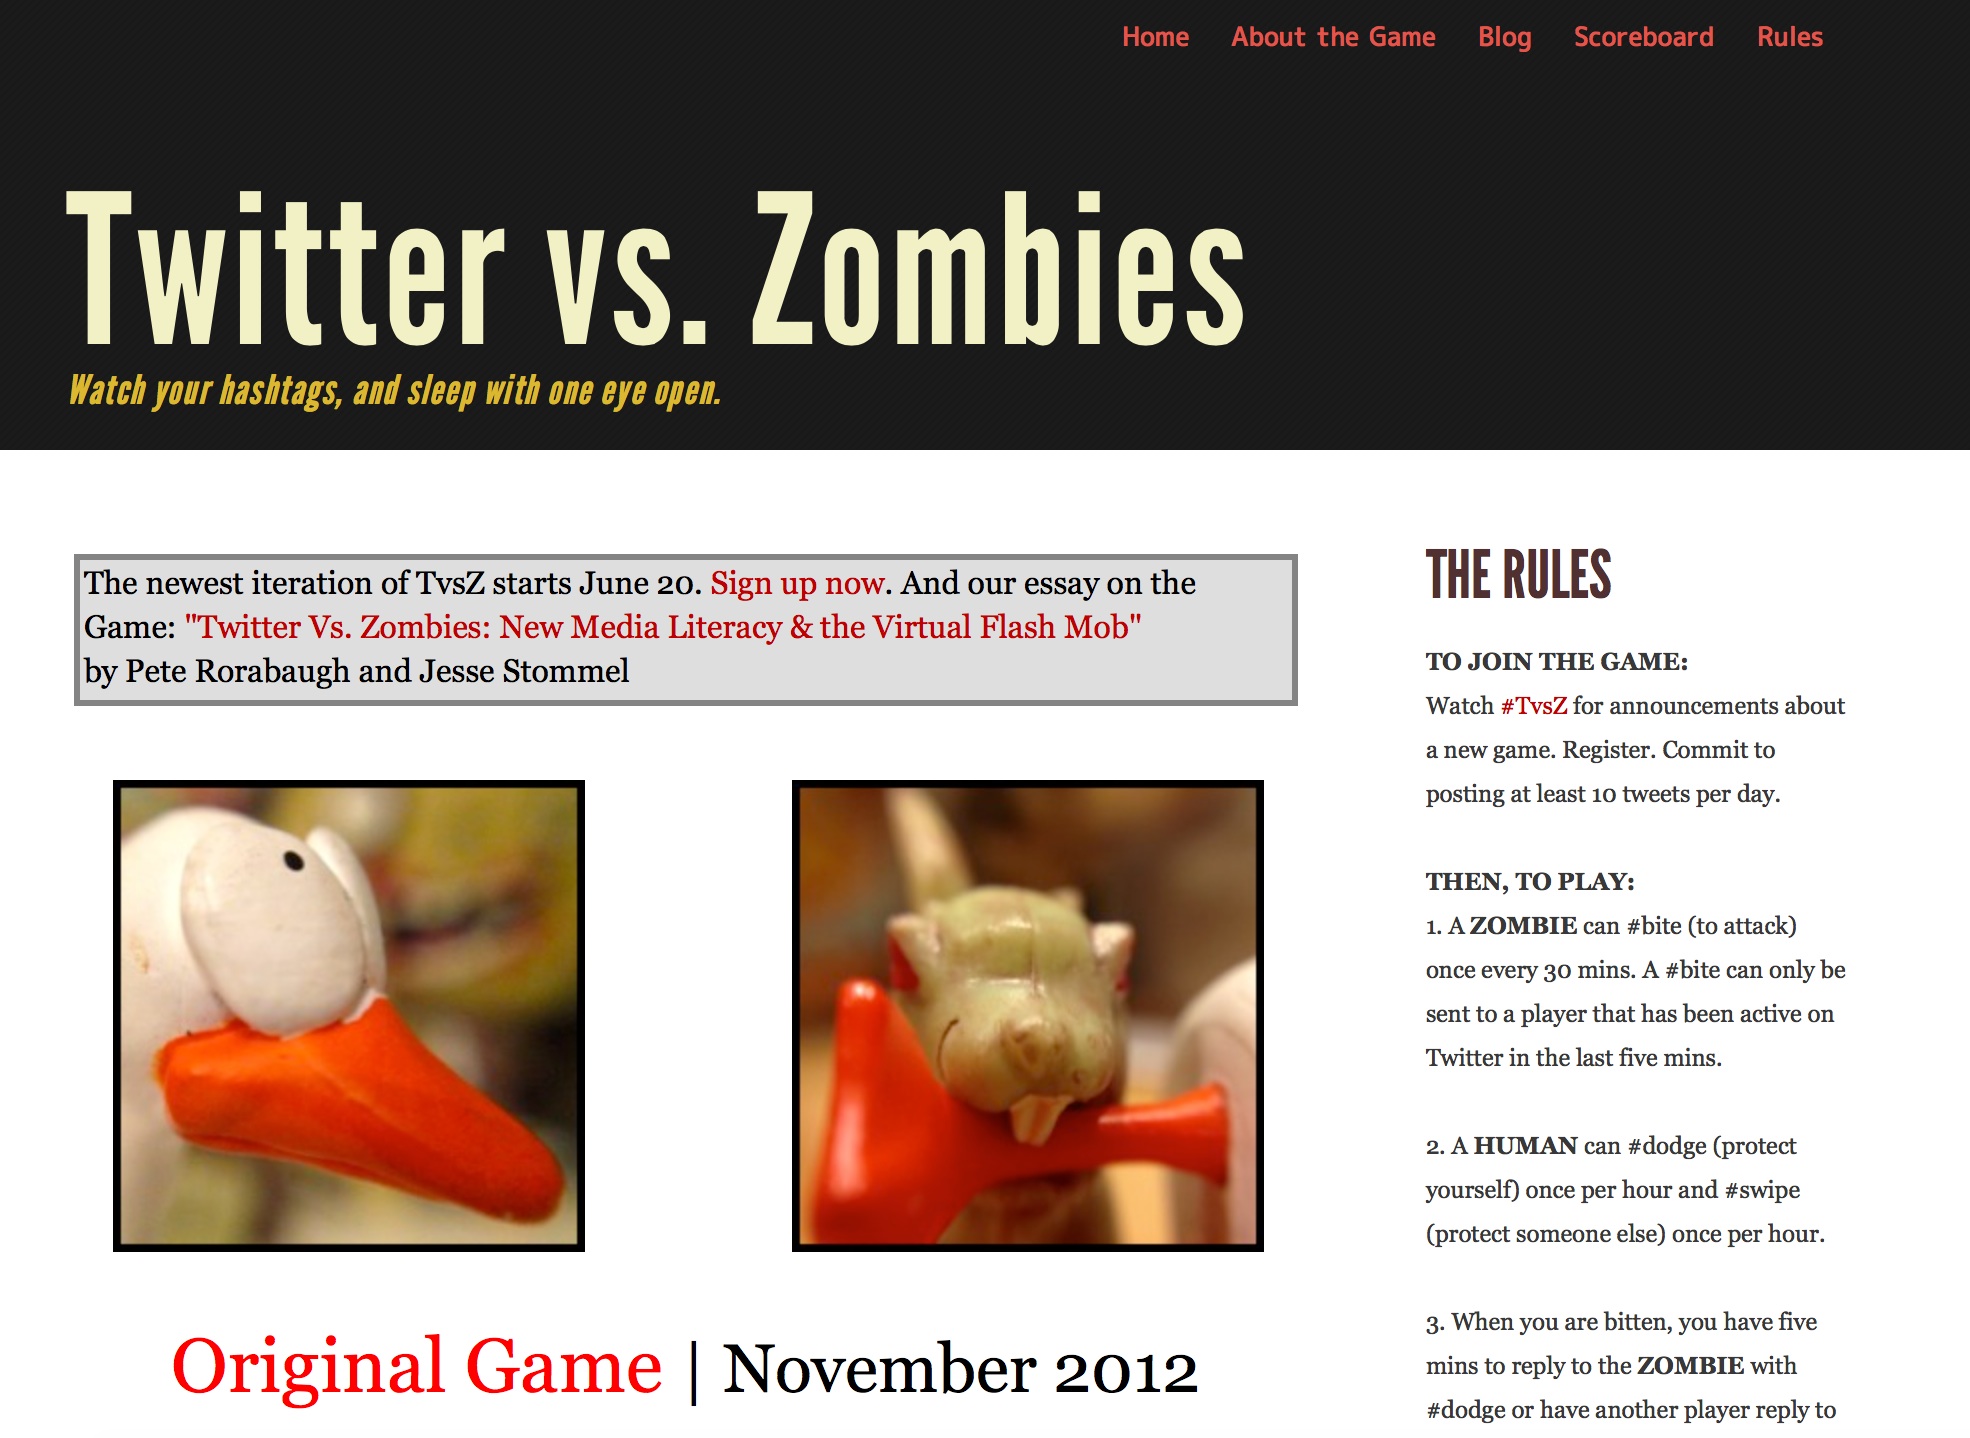 Home About the Game Blog Scoreboard Rules
Twitter vs. Zombies
Watch your hashtags, and sleep with one eye open.
The newest iteration of TvsZ starts June 20. Sign up now. And our essay on the
Game: "Twitter Vs. Zombies: New Media Literacy & the Virtual Flash Mob"
by Pete Rorabaugh and Jesse Stommel
Original Game | November 2012
THE RULES
TO JOIN THE GAME:
Watch #TvsZ for announcements about
a new game. Register. Commit to
posting at least 10 tweets per day.
THEN, TO PLAY:
1. A ZOMBIE can #bite (to attack)
once every 30 mins. A #bite can only be
sent to a player that has been active on
Twitter in the last five mins.
2. A HUMAN can #dodge (protect
yourself) once per hour and #swipe
(protect someone else) once per hour.
3. When you are bitten, you have five
mins to reply to the ZOMBIE with
#dodge or have another player reply to